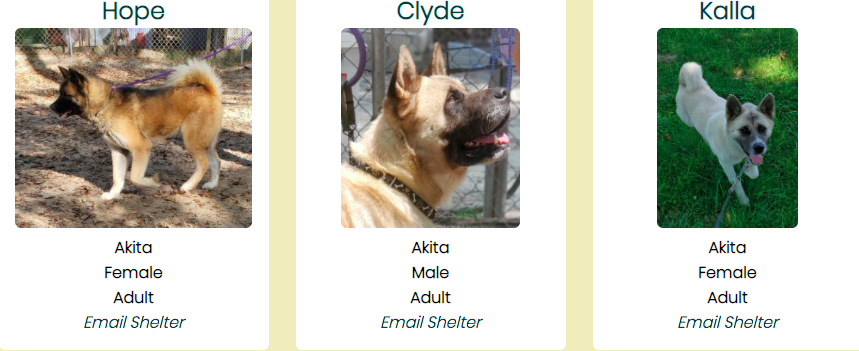 Hope
Akita
Female
Adult
Email Shelter
Clyde
Akita
Male
Adult
Email Shelter
Kalla
Akita
Female
Adult
Email Shelter